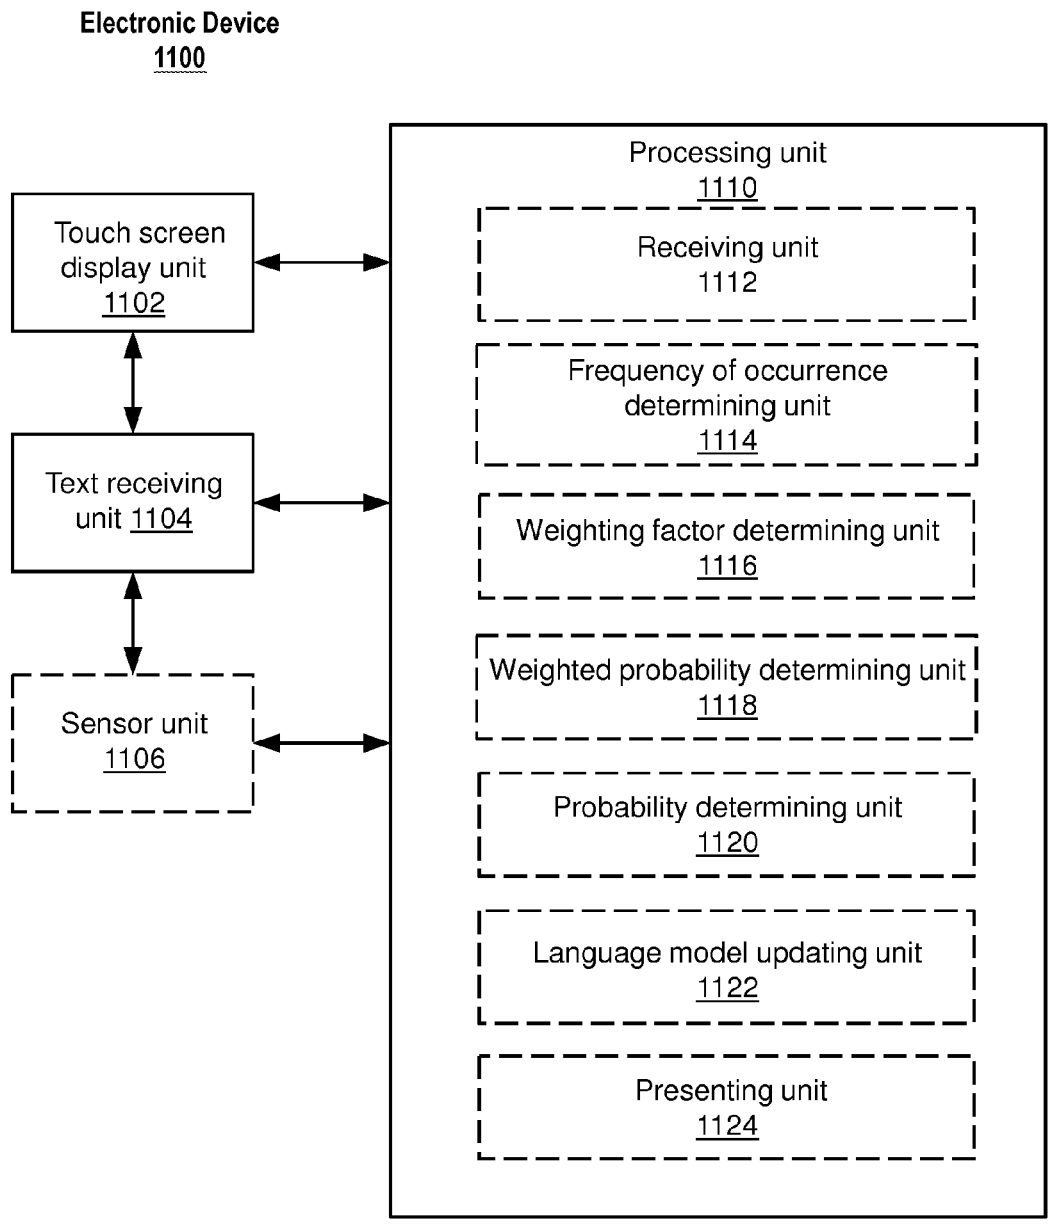 Electronic Device
1100
Processing unit
1110
Touch screen
display unit
1102
Text receiving
unit 1104
Sensor unit
1106
Receiving unit
1112
Frequency of occurrence
determining unit
1114
Weighting factor determining unit
1116
Weighted probability determining unit
1118
Probability determining unit
1120
Language model updating unit
1122
Presenting unit
1124